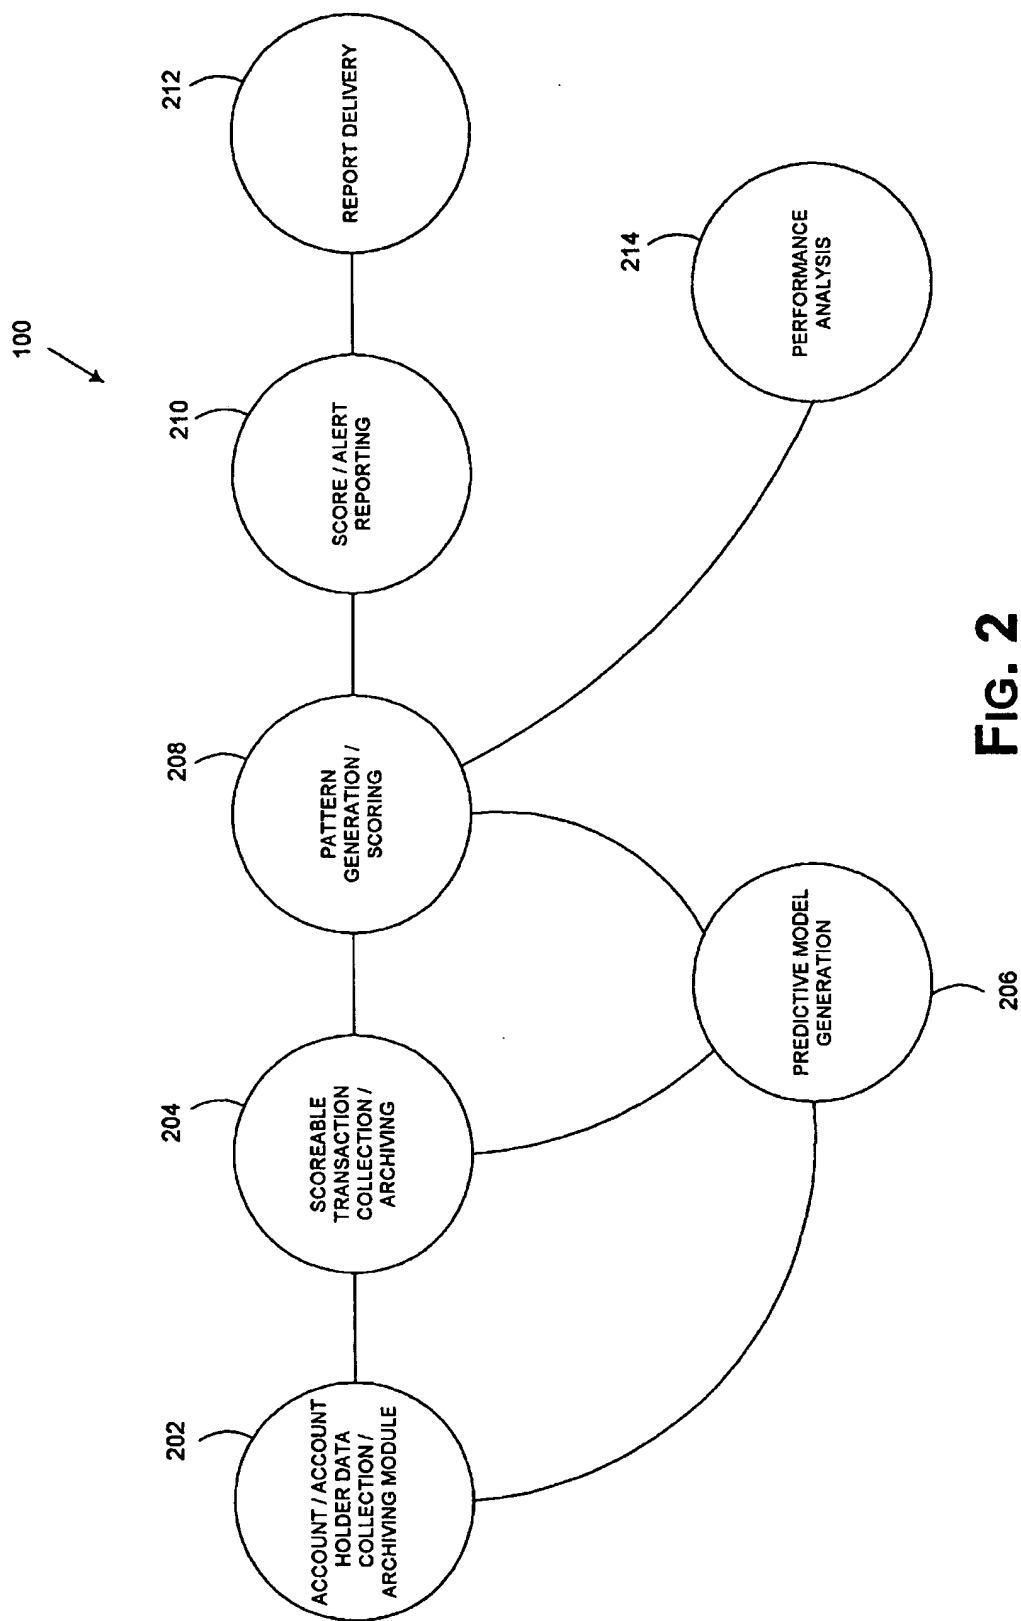 100
202
ACCOUNT / ACCOUNT
HOLDER DATA
COLLECTION /
ARCHIVING MODULE
204
SCOREABLE
TRANSACTION
COLLECTION /
ARCHIVING
208
PATTERN
GENERATION /
SCORING
210
SCORE / ALERT
REPORTING
212
REPORT DELIVERY
PREDICTIVE MODEL
GENERATION
206
214
PERFORMANCE
ANALYSIS
FIG. 2